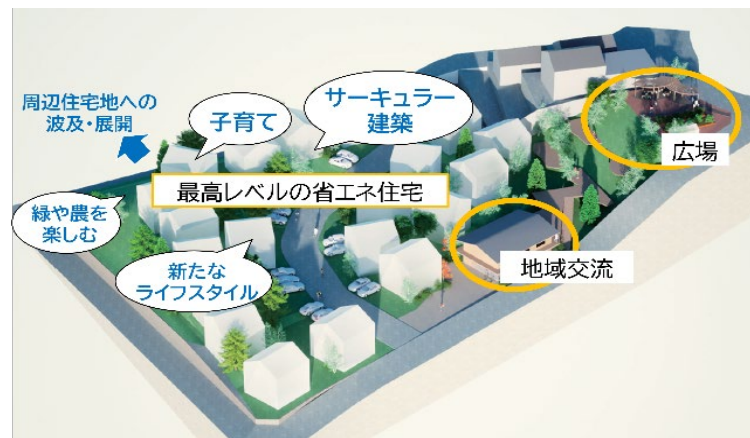 周辺住宅地への
波及・展開
子育て
サーキュラー
建築
広場
最高レベルの省エネ住宅
緑や農を
楽しむ
新たな
ライフスタイル
地域交流